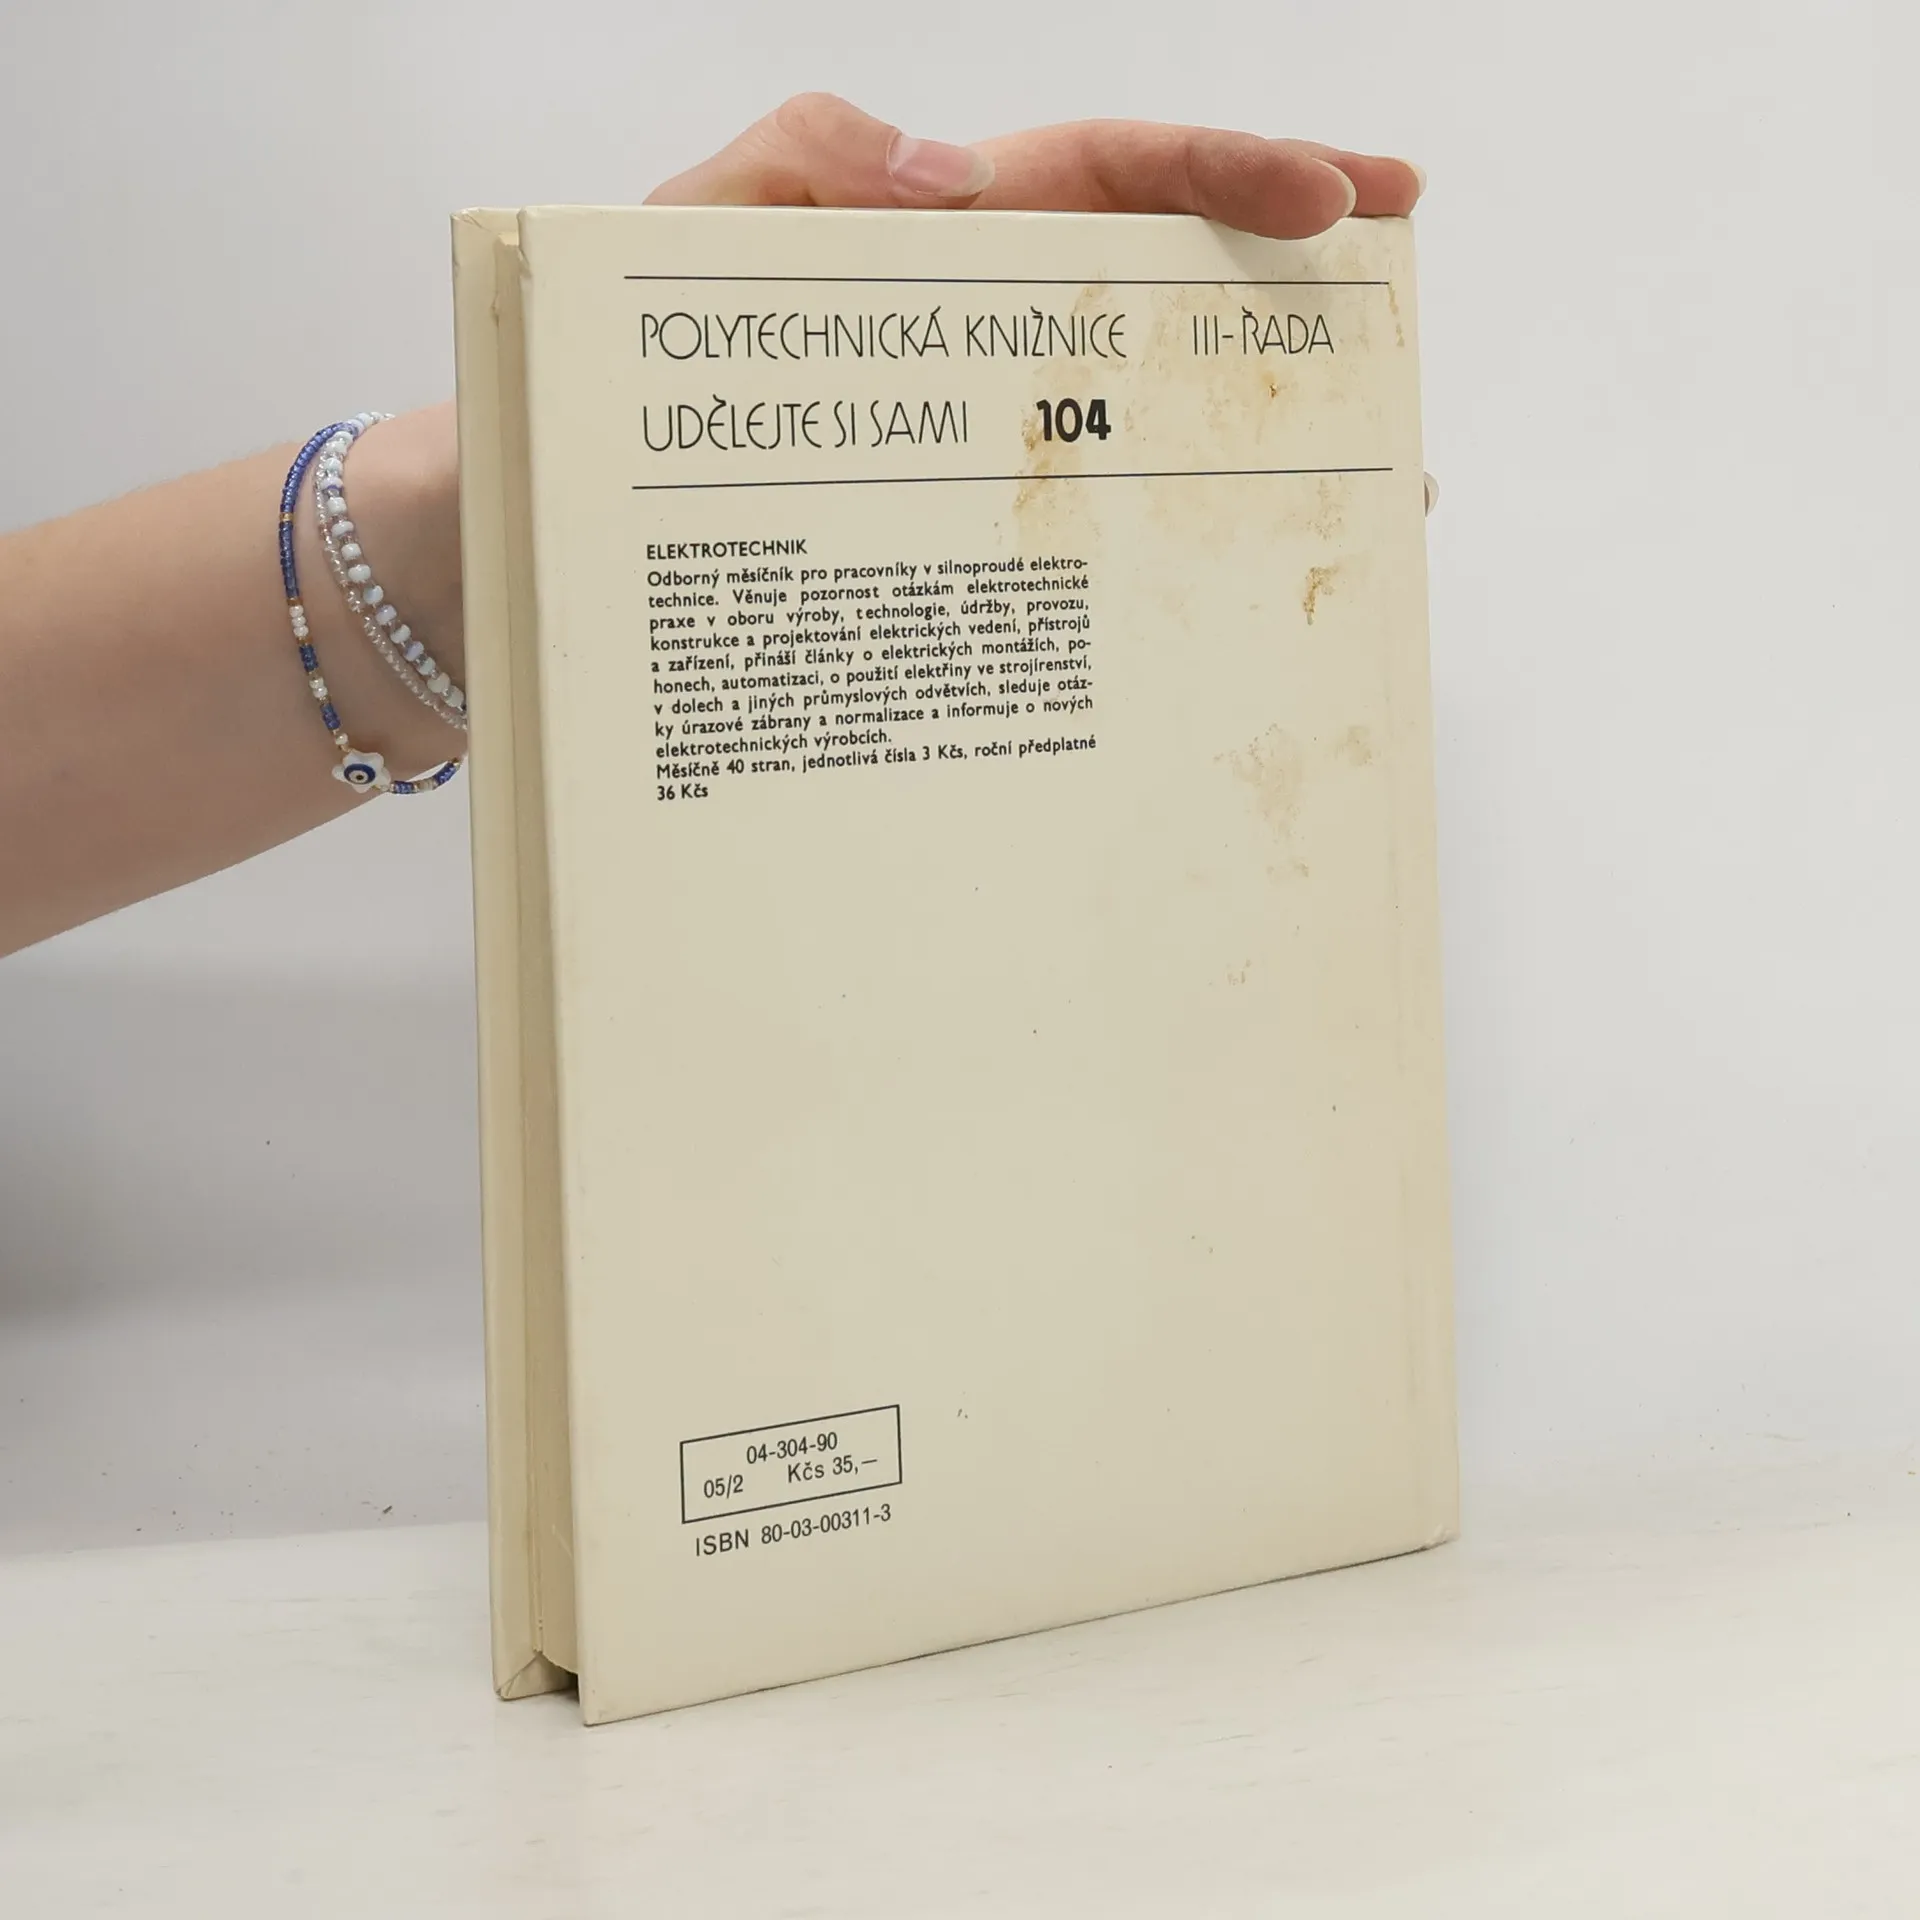 POLYTECHNICKÁ KNIŽNICE III-ŘADA
UDĚLEJTE SI SAMI 104
ELEKTROTECHNIK
Odborný měsíčník pro pracovníky v silnoproudé elektro-
technice. Věnuje pozornost otázkám elektrotechnické
praxe v oboru výroby, technologie, údržby, provozu,
konstrukce a projektování elektrických vedení, přístrojů
a zařízení, přináší články o elektrických montážích, po-
honech, automatizaci, o použití elektřiny ve strojírenství,
v dolech a jiných průmyslových odvětvích, sleduje otáz-
ky úrazové zábrany a normalizace a informuje o nových
elektrotechnických výrobcích.
Měsíčně 40 stran, jednotlivá čísla 3 Kčs, roční předplatné
36 Kčs
04-304-90
05/2 Kčs 35,—
ISBN 80-03-00311-3